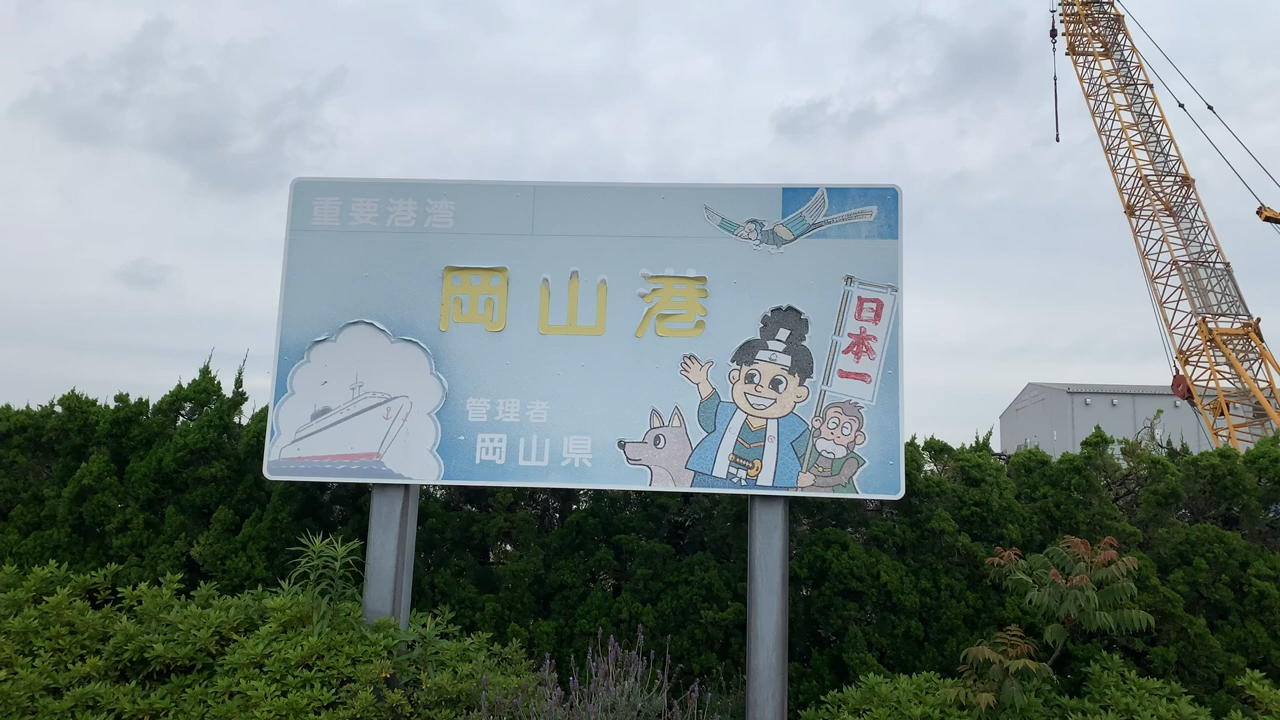 重要港湾
岡山港
日本一
管理者
岡山県